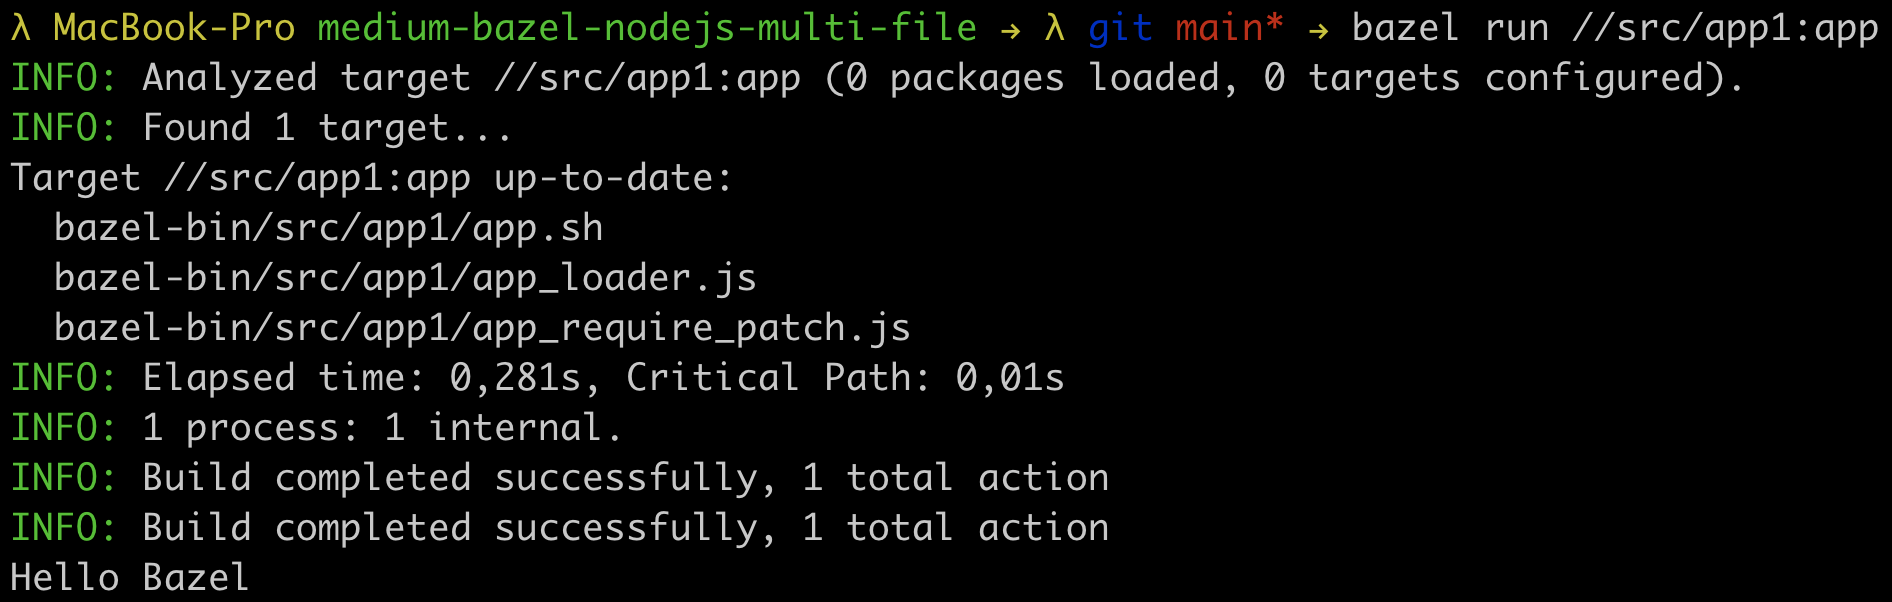 λ MacBook-Pro medium-bazel-nodejs-multi-file → λ git main* → bazel run //src/app1:app
INFO: Analyzed target //src/app1:app (0 packages loaded, 0 targets configured).
INFO: Found 1 target...
Target //src/app1:app up-to-date:
  bazel-bin/src/app1/app.sh
  bazel-bin/src/app1/app_loader.js
  bazel-bin/src/app1/app_require_patch.js
INFO: Elapsed time: 0,281s, Critical Path: 0,01s
INFO: 1 process: 1 internal.
INFO: Build completed successfully, 1 total action
INFO: Build completed successfully, 1 total action
Hello Bazel